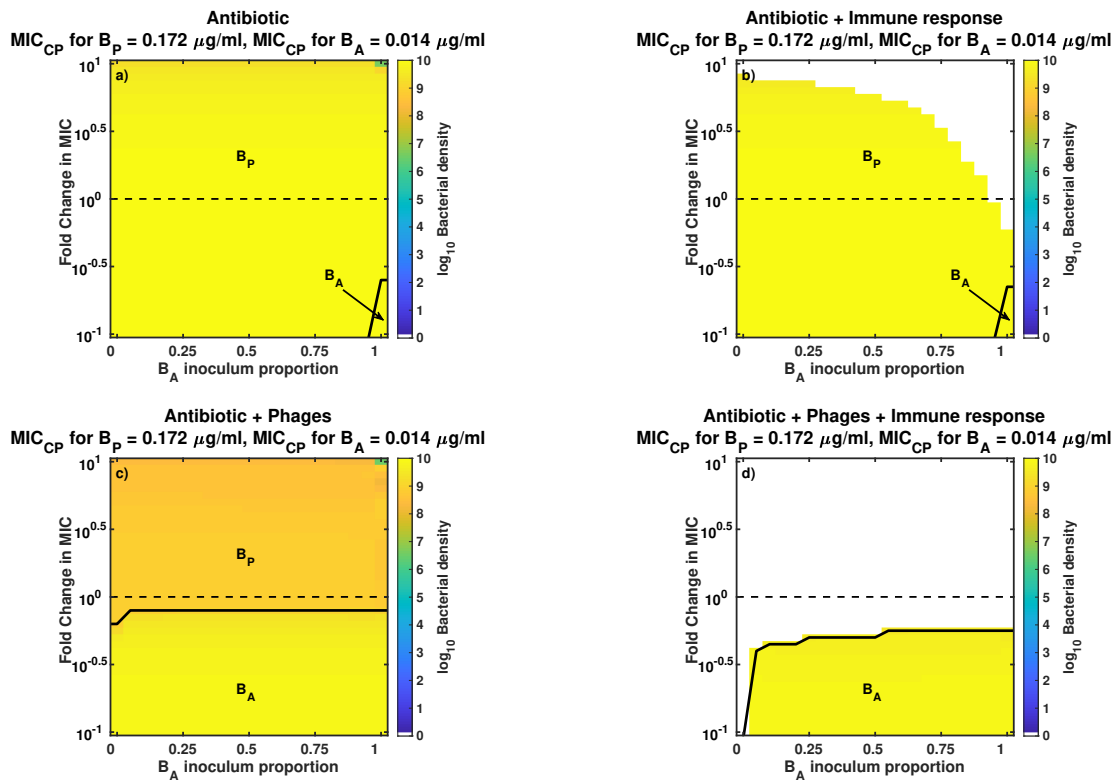 Antibiotic
MIC_CP for B_P = 0.172 μg/ml, MIC_CP for B_A = 0.014 μg/ml
a)
Fold Change in MIC
10^1
10^0.5
10^0
10^-0.5
10^-1
B_P
B_A
0 0.25 0.5 0.75 1
B_A inoculum proportion
10
9
8
7
6
5
4
3
2
1
0
log_10 Bacterial density
Antibiotic + Immune response
MIC_CP for B_P = 0.172 μg/ml, MIC_CP for B_A = 0.014 μg/ml
b)
Fold Change in MIC
10^1
10^0.5
10^0
10^-0.5
10^-1
B_P
B_A
0 0.25 0.5 0.75 1
B_A inoculum proportion
10
9
8
7
6
5
4
3
2
1
0
log_10 Bacterial density
Antibiotic + Phages
MIC_CP for B_P = 0.172 μg/ml, MIC_CP for B_A = 0.014 μg/ml
c)
Fold Change in MIC
10^1
10^0.5
10^0
10^-0.5
10^-1
B_P
B_A
0 0.25 0.5 0.75 1
B_A inoculum proportion
10
9
8
7
6
5
4
3
2
1
0
log_10 Bacterial density
Antibiotic + Phages + Immune response
MIC_CP for B_P = 0.172 μg/ml, MIC_CP for B_A = 0.014 μg/ml
d)
Fold Change in MIC
10^1
10^0.5
10^0
10^-0.5
10^-1
B_A
0 0.25 0.5 0.75 1
B_A inoculum proportion
10
9
8
7
6
5
4
3
2
1
0
log_10 Bacterial density